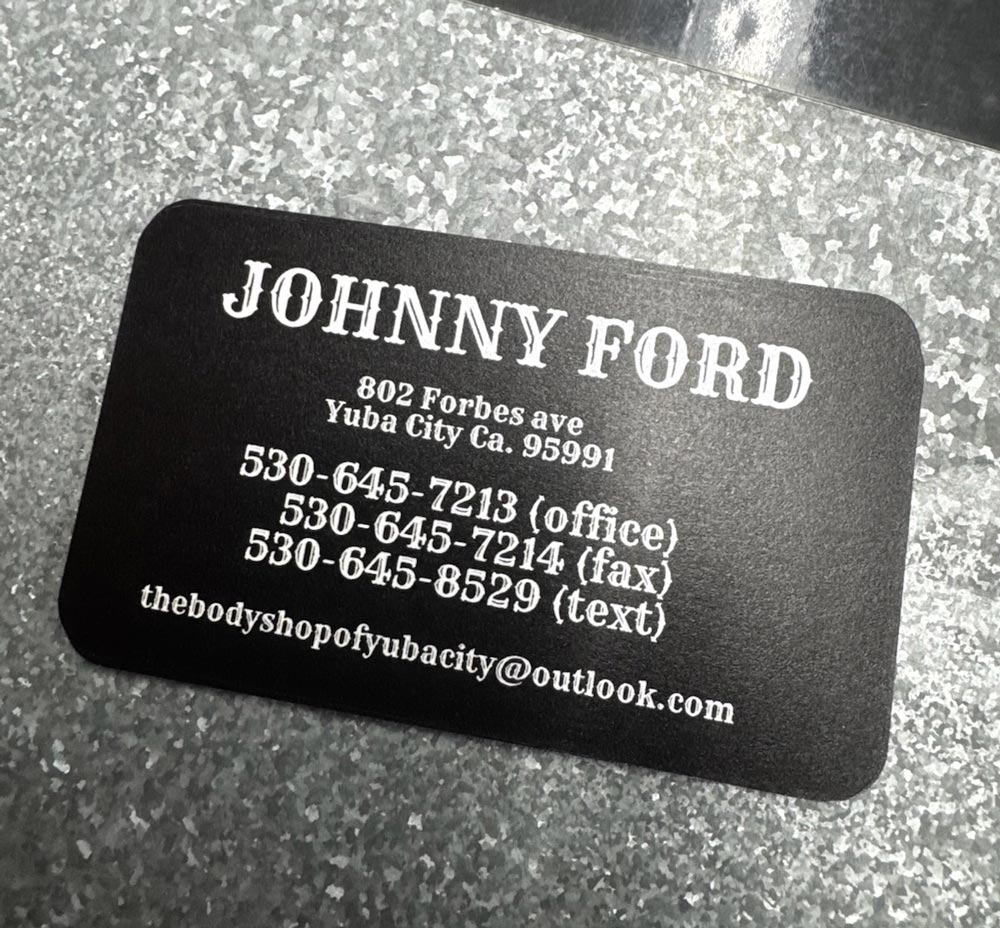 JOHNNY FORD
802 Forbes ave
Yuba City Ca. 95991
530-645-7213 (office)
530-645-7214 (fax)
530-645-8529 (text)
thebodyshopofyubacity@outlook.com